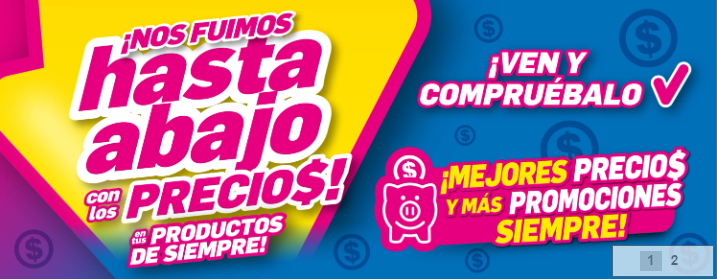 ¡NOS FUIMOS
hasta
abajo
con los PRECIO$!
en tus PRODUCTOS
DE SIEMPRE!
¡VEN Y
COMPRUÉBALO
¡MEJORES PRECIO$
Y MÁS PROMOCIONES
SIEMPRE!
1 2